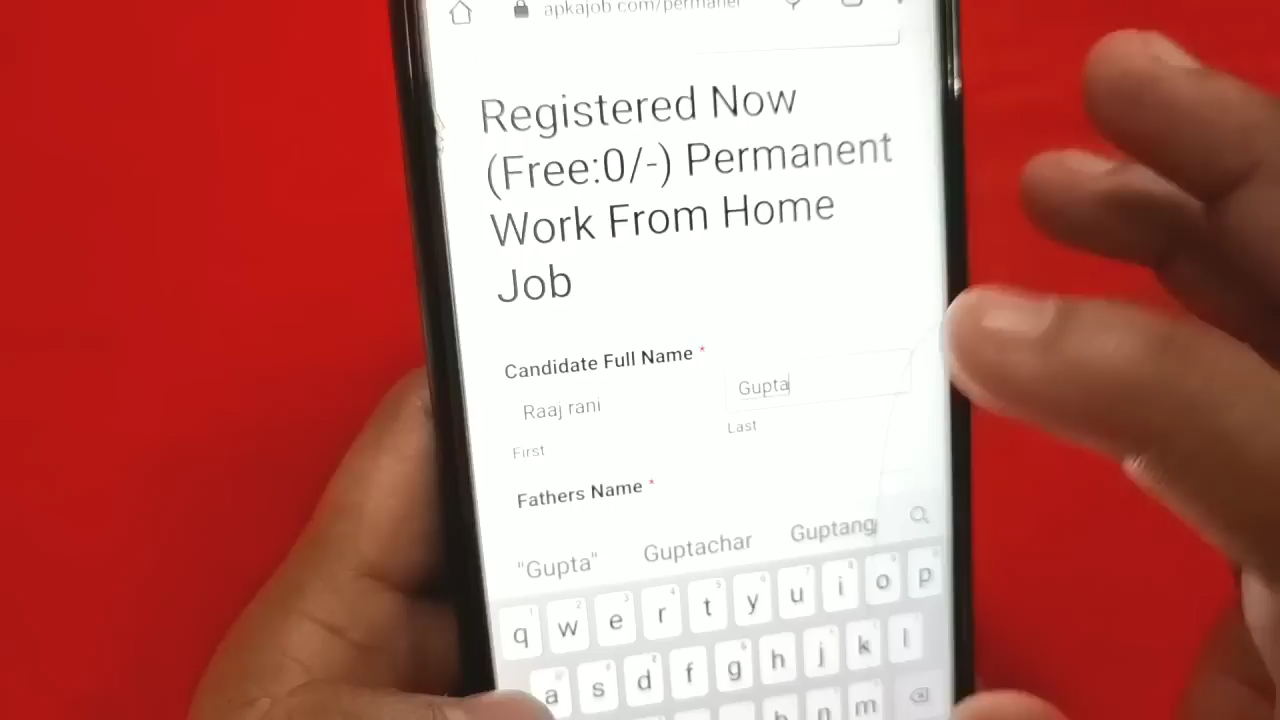 apkajob.com/permanen
Registered Now
(Free:0/-) Permanent
Work From Home
Job
Candidate Full Name *
Raaj rani
Gupta
First
Last
Fathers Name *
"Gupta"
Guptachar
Guptang
q w e r t y u i o p
a s d f g h j k l
b n m